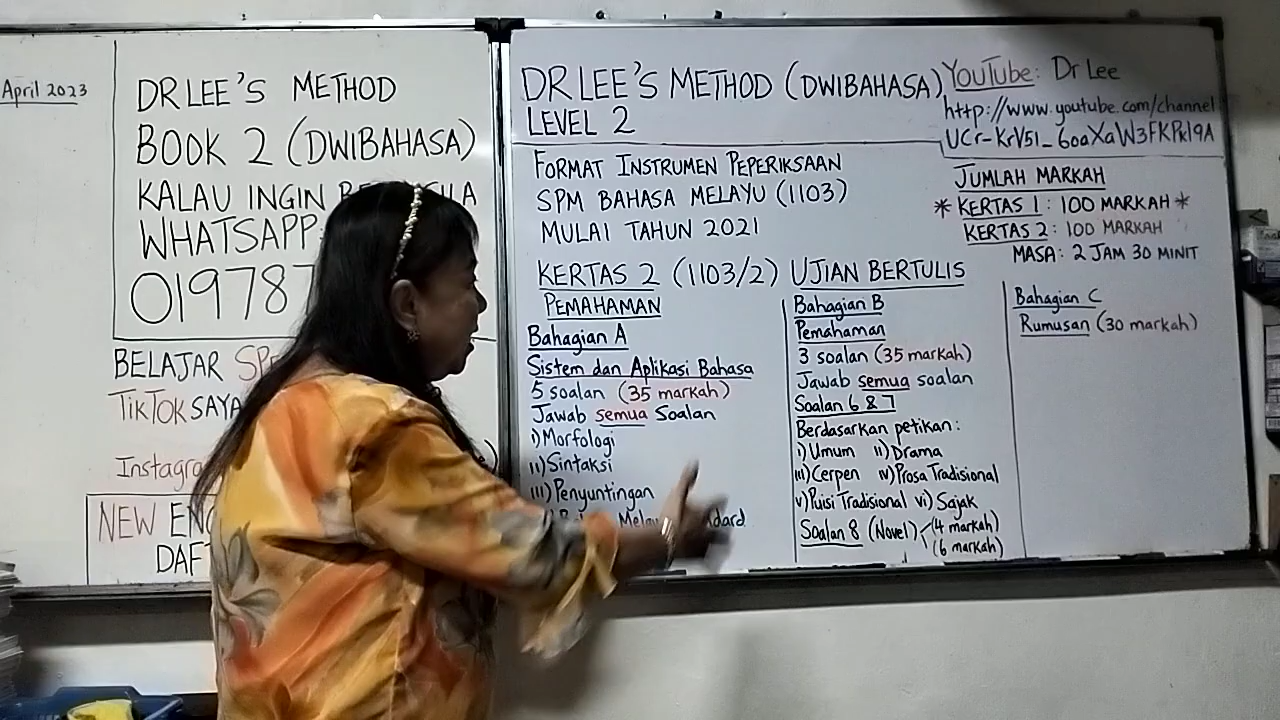 April 2023
DR LEE'S METHOD
BOOK 2 (DWIBAHASA)
KALAU INGIN
WHATSAPP:
019787
BELAJAR
TIKTOK SAYA
NEW
DR LEE'S METHOD (DWIBAHASA)
LEVEL 2
YouTube: Dr Lee
http://www.youtube.com/channel
UCr-KrV5l_6oaXaW3FKPkl9A
FORMAT INSTRUMEN PEPERIKSAAN
SPM BAHASA MELAYU (1103)
MULAI TAHUN 2021
JUMLAH MARKAH
* KERTAS 1: 100 MARKAH *
KERTAS 2: 100 MARKAH
MASA: 2 JAM 30 MINIT
KERTAS 2 (1103/2) UJIAN BERTULIS
PEMAHAMAN
Bahagian A
Sistem dan Aplikasi Bahasa
5 soalan (35 markah)
Jawab semua Soalan
i) Morfologi
ii) Sintaksi
iii) Penyuntingan
Bahagian B
Pemahaman
3 soalan (35 markah)
Jawab semua soalan
Soalan 6 & 7
Berdasarkan petikan:
i) Umum ii) Drama
iii) Cerpen iv) Prosa Tradisional
v) Puisi Tradisional vi) Sajak
Soalan 8 (Novel) (4 markah)
(6 markah)
Bahagian C
Rumusan (30 markah)